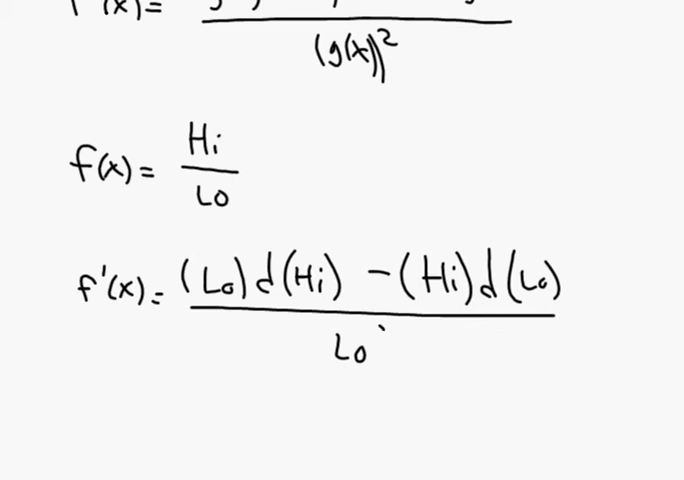 (x)=
(g(x))²
f(x) = Hi / Lo
f'(x) = (Lo)d(Hi) - (Hi)d(Lo) / Lo